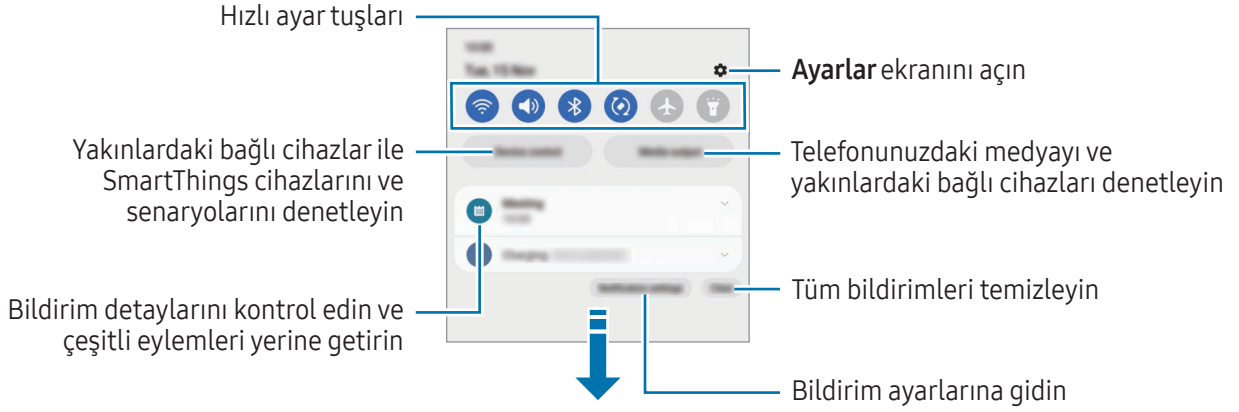 Hızlı ayar tuşları
Ayarlar ekranını açın
Yakınlardaki bağlı cihazlar ile
SmartThings cihazlarını ve
senaryolarını denetleyin
Telefonunuzdaki medyayı ve
yakınlardaki bağlı cihazları denetleyin
Bildirim detaylarını kontrol edin ve
çeşitli eylemleri yerine getirin
Tüm bildirimleri temizleyin
Bildirim ayarlarına gidin